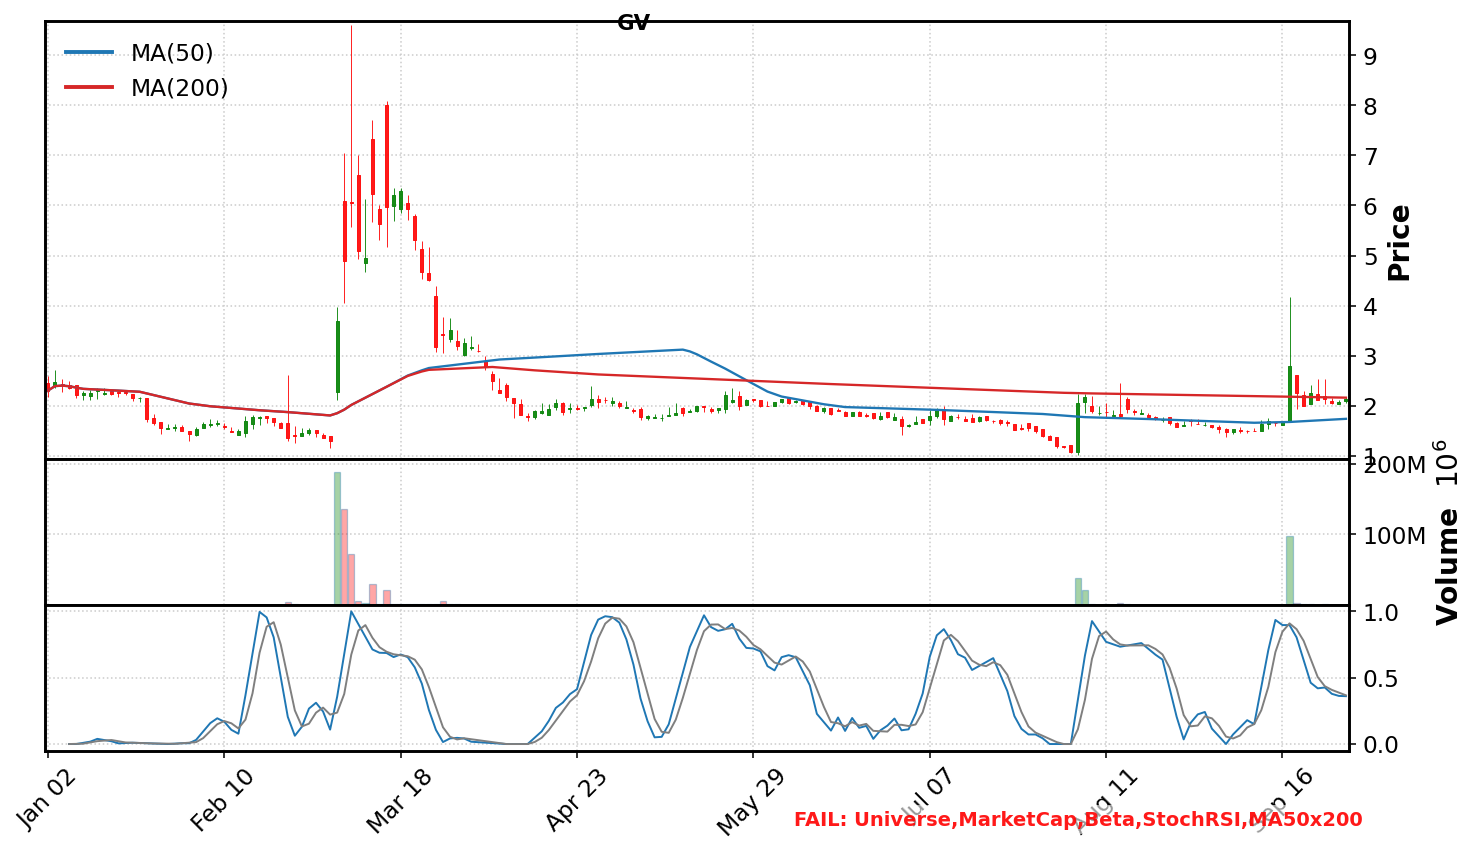 GV
MA(50)
MA(200)
9
8
7
6
5
4
3
2
1
Price
200M
100M
Volume 10^6
1.0
0.5
0.0
Jan 02
Feb 10
Mar 18
Apr 23
May 29
Jul 07
Aug 11
Sep 16
FAIL: Universe,MarketCap,Beta,StochRSI,MA50x200